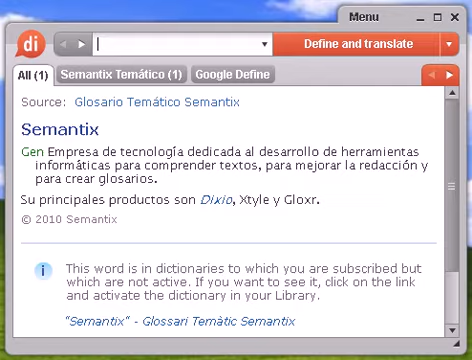 Menu
di
Define and translate
All (1)
Semantix Temático (1)
Google Define
Source: Glosario Temático Semantix
Semantix
Gen Empresa de tecnología dedicada al desarrollo de herramientas
informáticas para comprender textos, para mejorar la redacción y
para crear glosarios.
Su principales producton son Dixio, Xtyle y Gloxr.
© 2010 Semantix
i
This word is in dictionaries to which you are subscribed but
which are not active. If you want to see it, click on the link
and activate the dictionary in your Library.
"Semantix" - Glossari Temàtic Semantix